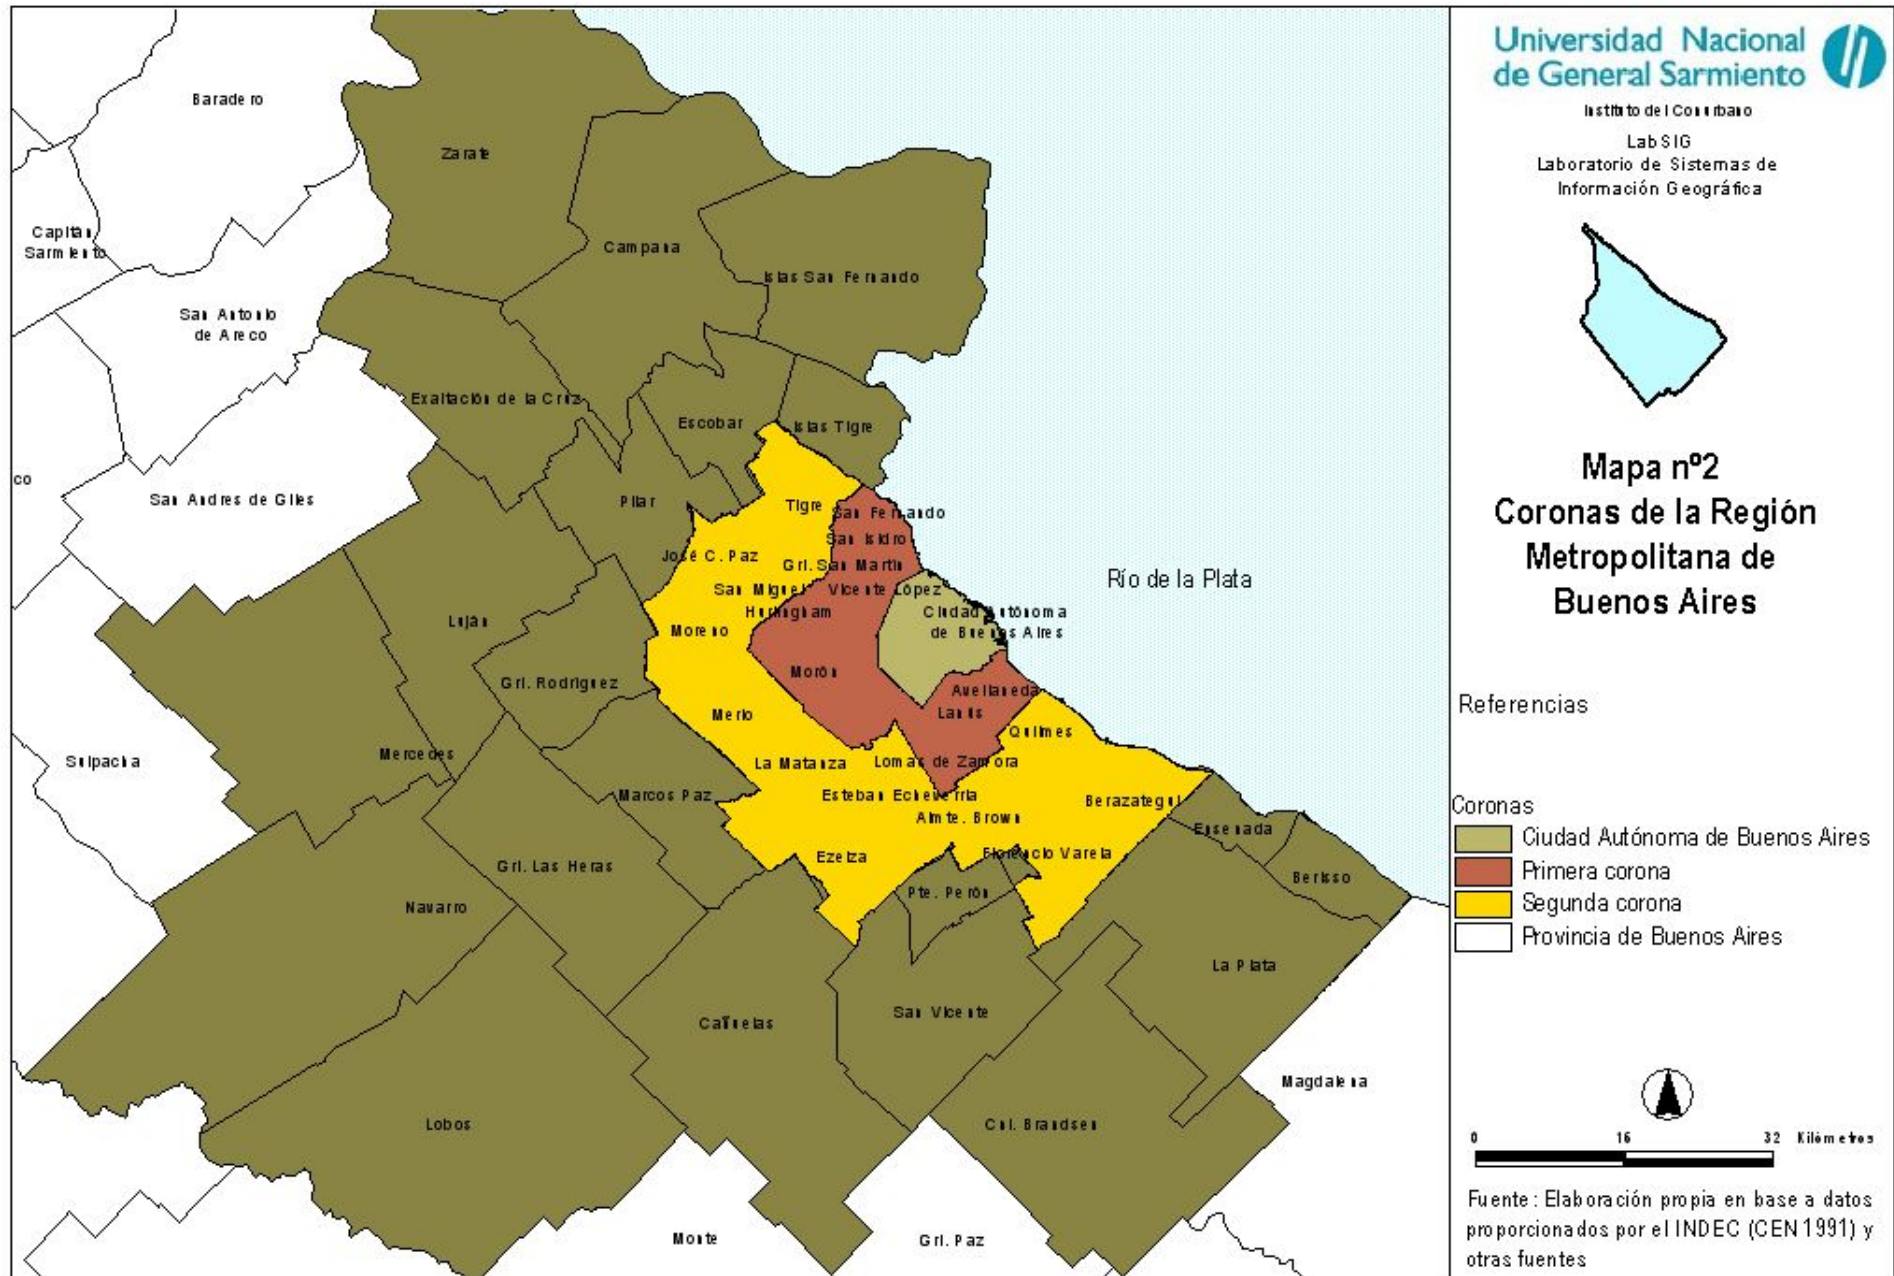 Baradero
Zarate
Capitán
Sarmiento
Campana
Islas San Fernando
San Antonio
de Areco
Exaltación de la Cruz
Escobar
Islas Tigre
co
San Andres de Giles
Pilar
Tigre
San Fernando
San Isidro
José C. Paz
Grl. San Martín
San Miguel
Vicente López
Hurlingham
Ciudad Autónoma
de Buenos Aires
Río de la Plata
Luján
Moreno
Morón
Grl. Rodriguez
Avellaneda
Lanús
Merlo
Quilmes
Suipacha
Mercedes
La Matanza
Lomas de Zamora
Marcos Paz
Esteban Echeverría
Berazategui
Almte. Brown
Ensenada
Ezeiza
Florencio Varela
Grl. Las Heras
Berisso
Pte. Perón
Navarro
La Plata
Cañuelas
San Vicente
Magdalena
Lobos
Cnl. Brandsen
Monte
Grl. Paz
Universidad Nacional
de General Sarmiento
Instituto del Conurbano
LabSIG
Laboratorio de Sistemas de
Información Geográfica
Mapa nº2
Coronas de la Región
Metropolitana de
Buenos Aires
Referencias
Coronas
Ciudad Autónoma de Buenos Aires
Primera corona
Segunda corona
Provincia de Buenos Aires
0 16 32 Kilómetros
Fuente: Elaboración propia en base a datos
proporcionados por el INDEC (CEN 1991) y
otras fuentes